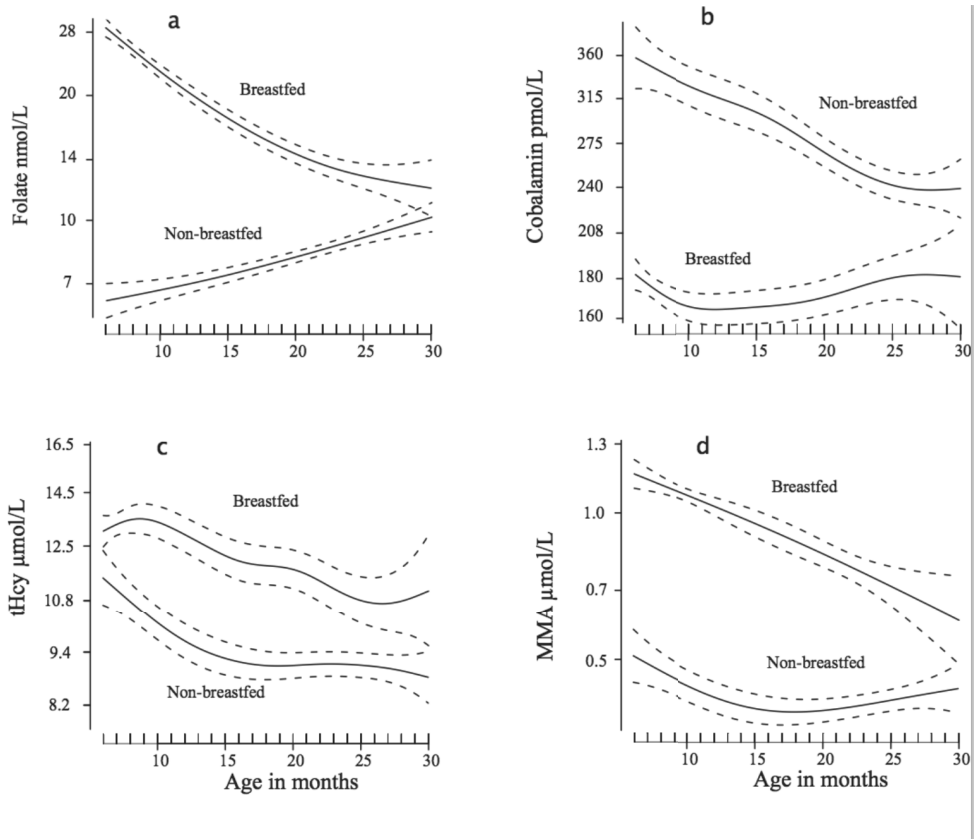 a
Folate nmol/L
28
20
14
10
7
Breastfed
Non-breastfed
10 15 20 25 30
b
Cobalamin pmol/L
360
315
275
240
208
180
160
Non-breastfed
Breastfed
10 15 20 25 30
c
tHcy µmol/L
16.5
14.5
12.5
10.8
9.4
8.2
Breastfed
Non-breastfed
10 15 20 25 30
Age in months
d
MMA µmol/L
1.3
1.0
0.7
0.5
Breastfed
Non-breastfed
10 15 20 25 30
Age in months